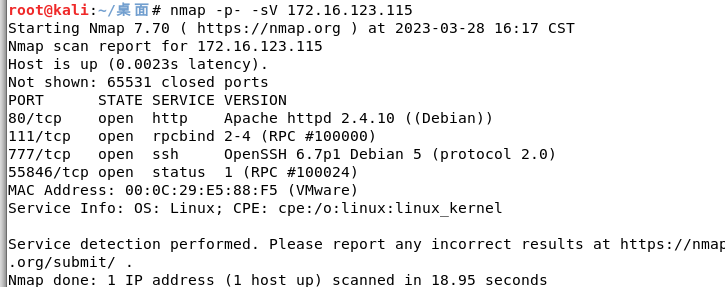 root@kali:~/桌面# nmap -p- -sV 172.16.123.115
Starting Nmap 7.70 ( https://nmap.org ) at 2023-03-28 16:17 CST
Nmap scan report for 172.16.123.115
Host is up (0.0023s latency).
Not shown: 65531 closed ports
PORT      STATE SERVICE VERSION
80/tcp    open  http    Apache httpd 2.4.10 ((Debian))
111/tcp   open  rpcbind 2-4 (RPC #100000)
777/tcp   open  ssh     OpenSSH 6.7p1 Debian 5 (protocol 2.0)
55846/tcp open  status  1 (RPC #100024)
MAC Address: 00:0C:29:E5:88:F5 (VMware)
Service Info: OS: Linux; CPE: cpe:/o:linux:linux_kernel

Service detection performed. Please report any incorrect results at https://nmap
.org/submit/ .
Nmap done: 1 IP address (1 host up) scanned in 18.95 seconds